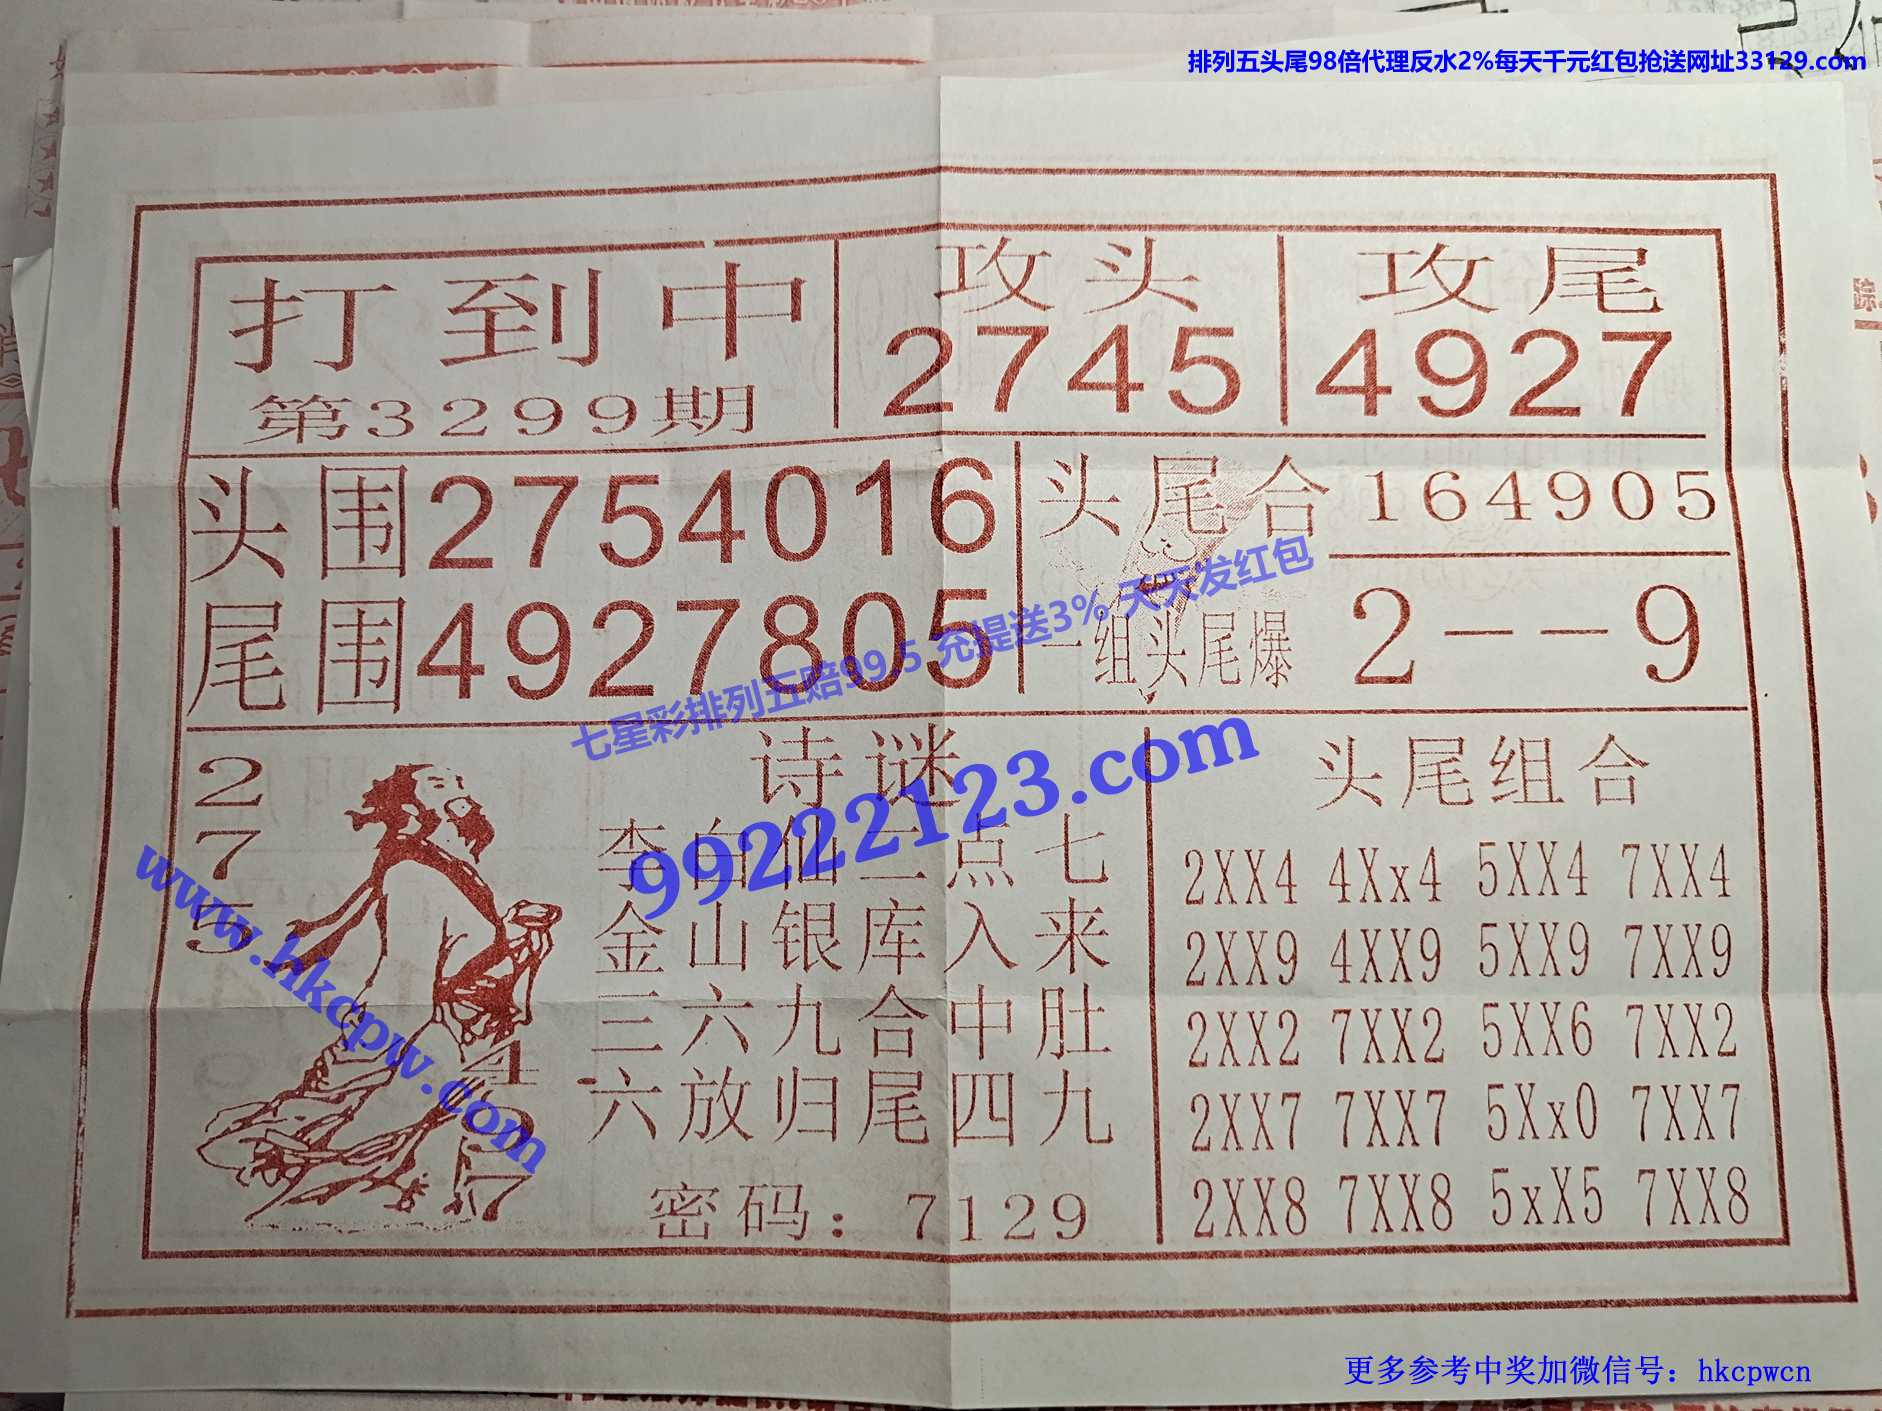 排列五头尾98倍代理反水2%每天千元红包抢送网址33129.com
打到中
第3299期
攻头
2745
攻尾
4927
头围2754016
尾围4927805
头尾合 164905
一组头尾爆 2--9
七星彩排列五赔99.5 充提送3% 天天发红包
99222123.com
www.hkcpw.com
2
7
5
4
9
7
诗谜
李白仙二点七
金山银库入来
三六九合中肚
六放归尾四九
密码：7129
头尾组合
2XX4 4Xx4 5XX4 7XX4
2XX9 4XX9 5XX9 7XX9
2XX2 7XX2 5XX6 7XX2
2XX7 7XX7 5Xx0 7XX7
2XX8 7XX8 5xX5 7XX8
更多参考中奖加微信号：hkcpwcn